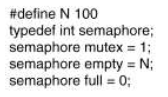 #define N 100
typedef int semaphore;
semaphore mutex = 1;
semaphore empty = N;
semaphore full = 0;